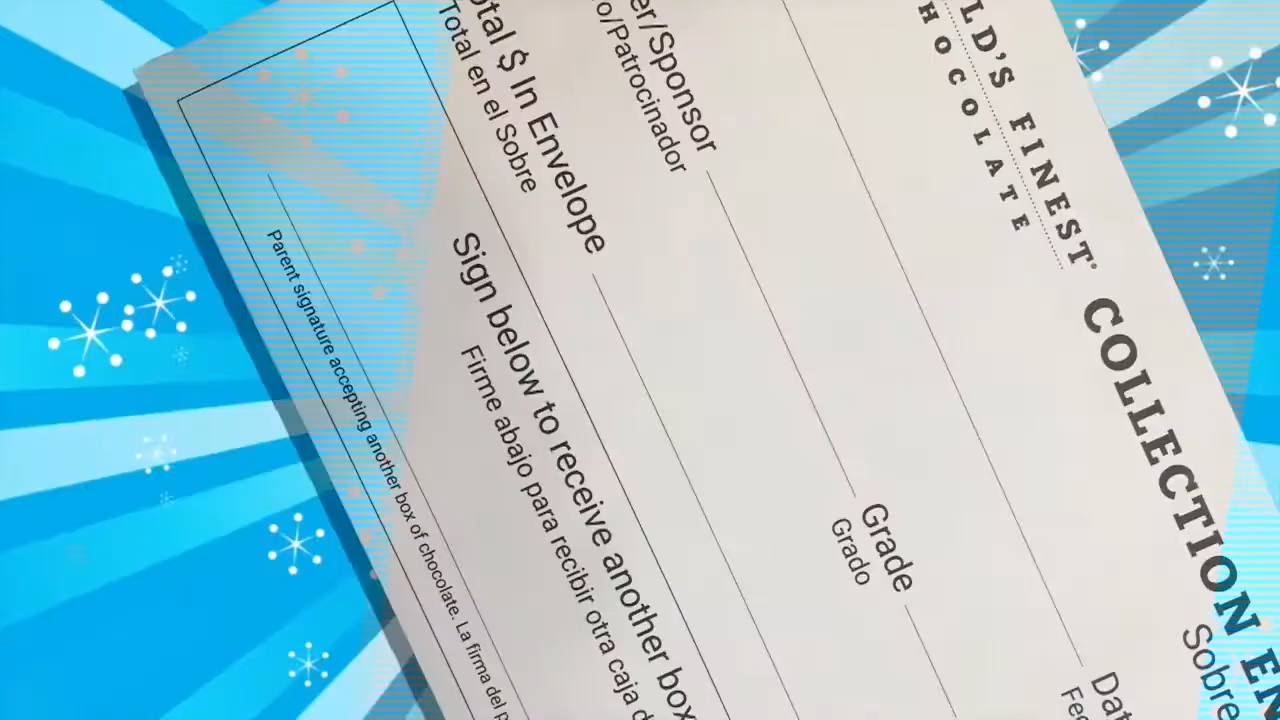 LD'S FINEST®
HOCOLATE
COLLECTION EN
Sobre
Dat
Fec
er/Sponsor
o/Patrocinador
Grade
Grado
otal $ In Envelope
Total en el Sobre
Sign below to receive another box
Firme abajo para recibir otra caja d
Parent signature accepting another box of chocolate. La firma del p